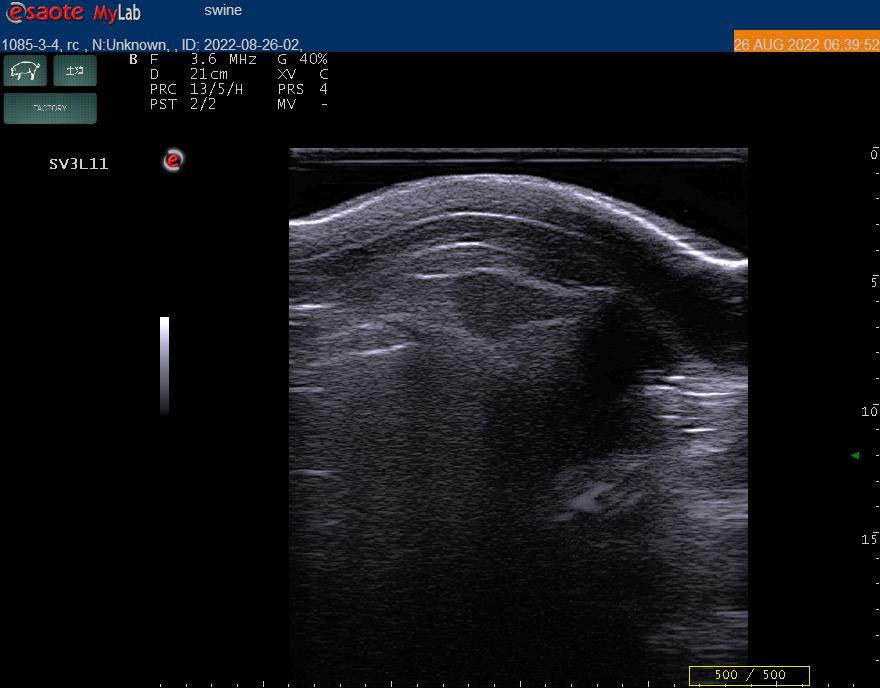 esaote MyLab
swine
1085-3-4, rc , N:Unknown, , ID: 2022-08-26-02,
26 AUG 2022 06:39:52
B F 3.6 MHz G 40%
D 21cm XV C
PRC 13/5/H PRS 4
PST 2/2 MV -
FACTORY
SV3L11
e
0
5
10
15
500 / 500